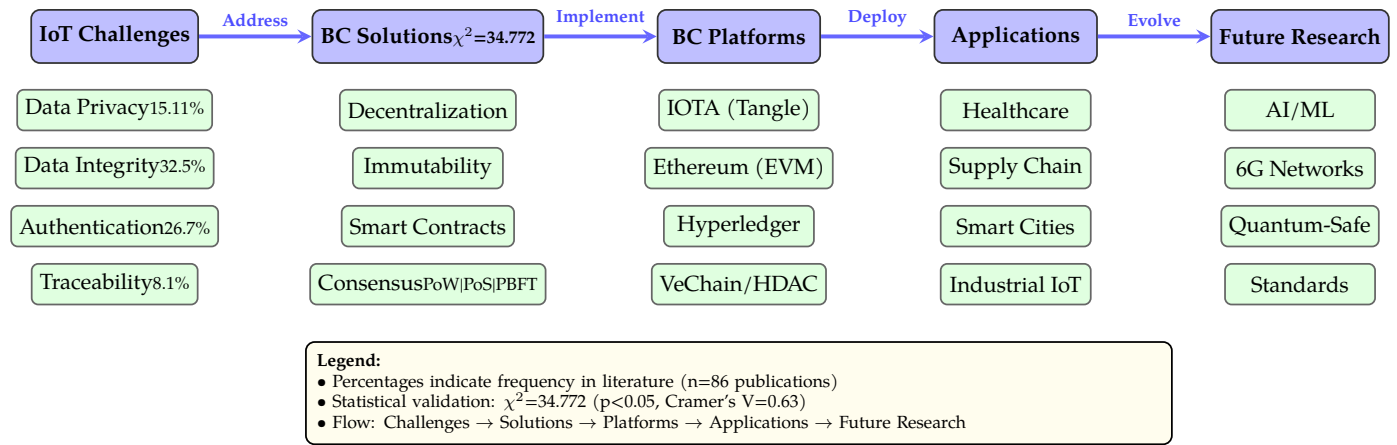 Address
Implement
Deploy
Evolve
IoT Challenges
BC Solutionsχ²=34.772
BC Platforms
Applications
Future Research
Data Privacy15.11%
Decentralization
IOTA (Tangle)
Healthcare
AI/ML
Data Integrity32.5%
Immutability
Ethereum (EVM)
Supply Chain
6G Networks
Authentication26.7%
Smart Contracts
Hyperledger
Smart Cities
Quantum-Safe
Traceability8.1%
ConsensusPoW|PoS|PBFT
VeChain/HDAC
Industrial IoT
Standards
Legend:
• Percentages indicate frequency in literature (n=86 publications)
• Statistical validation: χ²=34.772 (p<0.05, Cramer's V=0.63)
• Flow: Challenges → Solutions → Platforms → Applications → Future Research